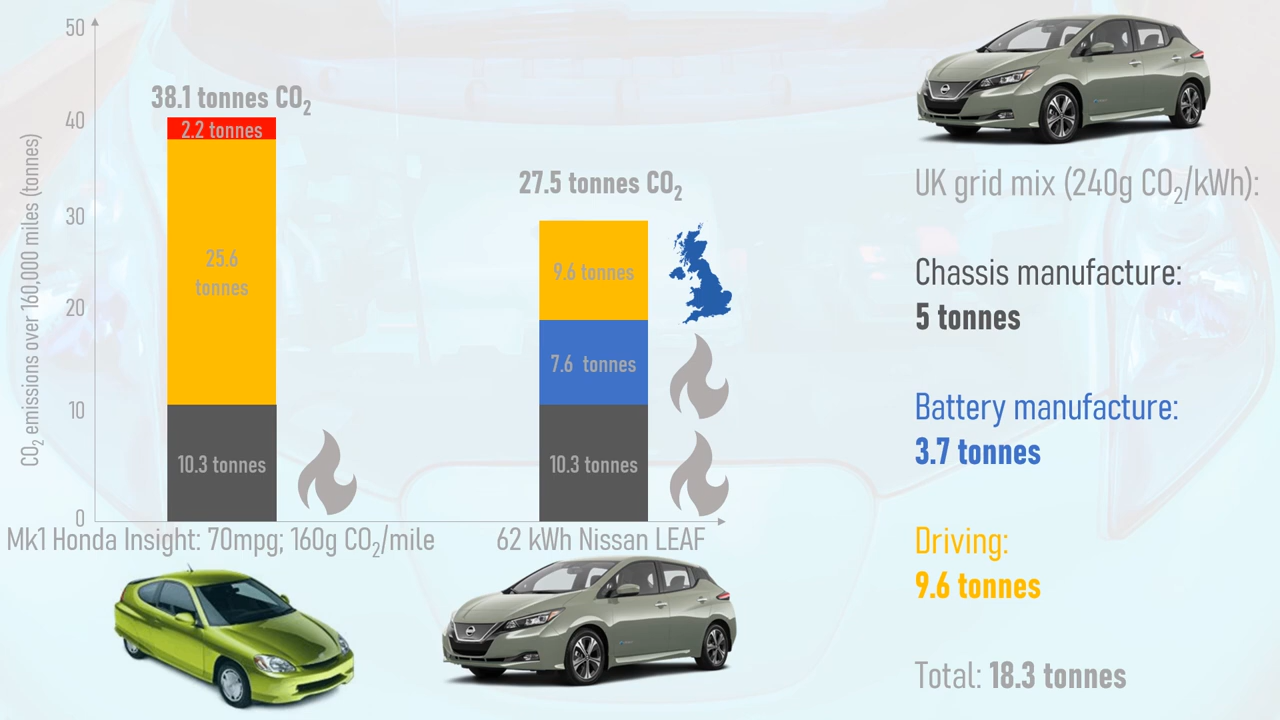 50
40
30
20
10
0
CO₂ emissions over 160,000 miles (tonnes)
38.1 tonnes CO₂
2.2 tonnes
25.6
tonnes
10.3 tonnes
Mk1 Honda Insight: 70mpg; 160g CO₂/mile
27.5 tonnes CO₂
9.6 tonnes
7.6 tonnes
10.3 tonnes
62 kWh Nissan LEAF
UK grid mix (240g CO₂/kWh):
Chassis manufacture:
5 tonnes
Battery manufacture:
3.7 tonnes
Driving:
9.6 tonnes
Total: 18.3 tonnes